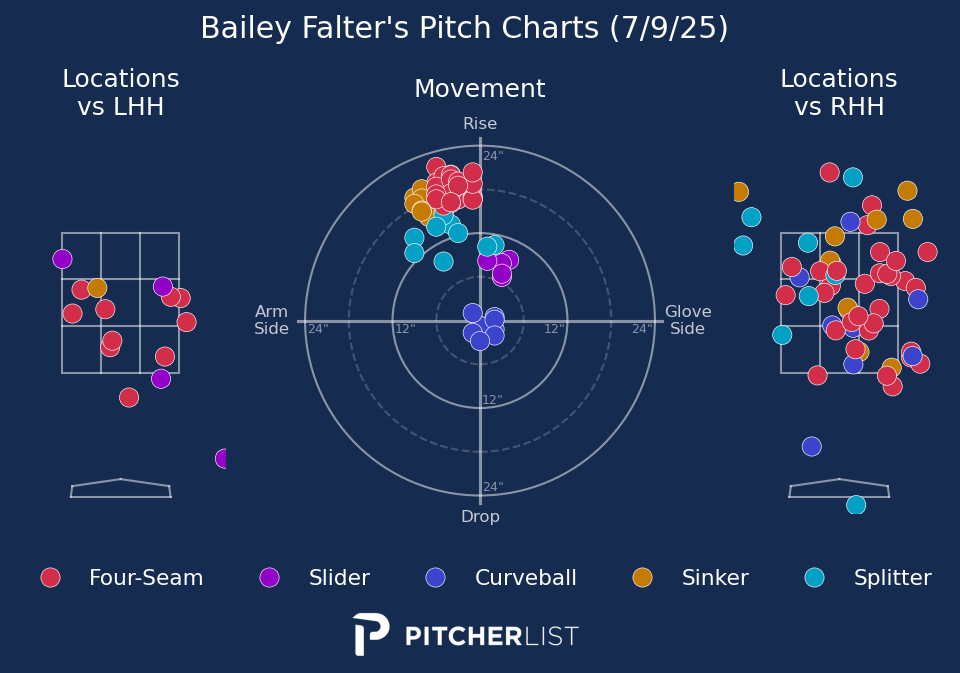 Bailey Falter's Pitch Charts (7/9/25)
Locations
vs LHH
Movement
Locations
vs RHH
Rise
24"
Arm
Side
24"
12"
12"
24"
Glove
Side
12"
24"
Drop
Four-Seam
Slider
Curveball
Sinker
Splitter
PITCHERLIST